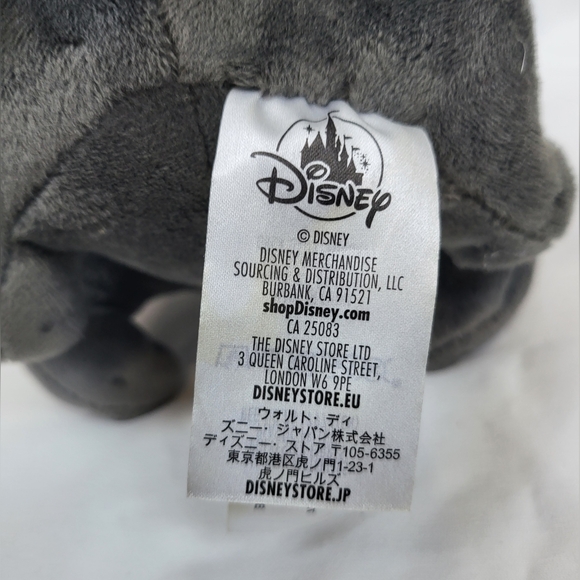 Disney
© DISNEY
DISNEY MERCHANDISE
SOURCING & DISTRIBUTION, LLC
BURBANK, CA 91521
shopDisney.com
CA 25083
THE DISNEY STORE LTD
3 QUEEN CAROLINE STREET,
LONDON W6 9PE
DISNEYSTORE.EU
ウォルト・ディ
ズニー・ジャパン株式会社
ディズニー・ストア 〒105-6355
東京都港区虎ノ門1-23-1
虎ノ門ヒルズ
DISNEYSTORE.JP